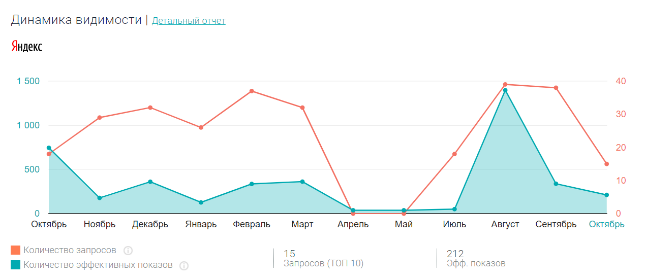 Динамика видимости | Детальный отчет
Яндекс
1 500 40
30
1 000
20
500
10
0 0
Октябрь Ноябрь Декабрь Январь Февраль Март Апрель Май Июль Август Сентябрь Октябрь
Количество запросов
Количество эффективных показов
15
Запросов (ТОП 10)
212
Эфф. показов